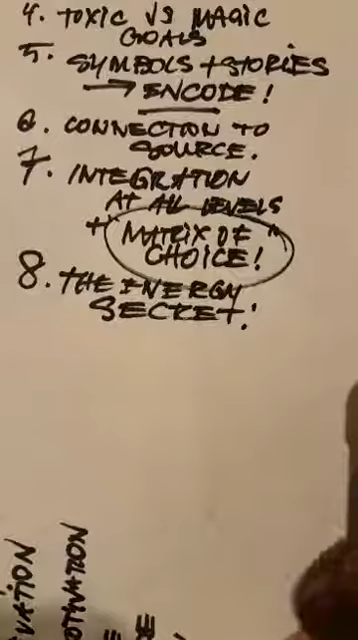 4. TOXIC VS MAGIC
GOALS
5. SYMBOLS + STORIES
→ ENCODE!
6. CONNECTION TO
SOURCE.
7. INTEGRATION
AT ALL LEVELS
+ "MATRIX OF
CHOICE!"
8. THE ENERGY
SECRET!